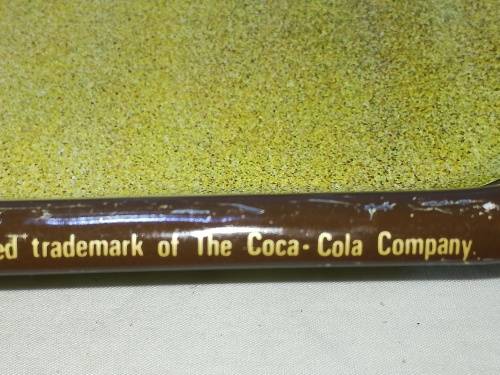 ed trademark of The Coca-Cola Company.